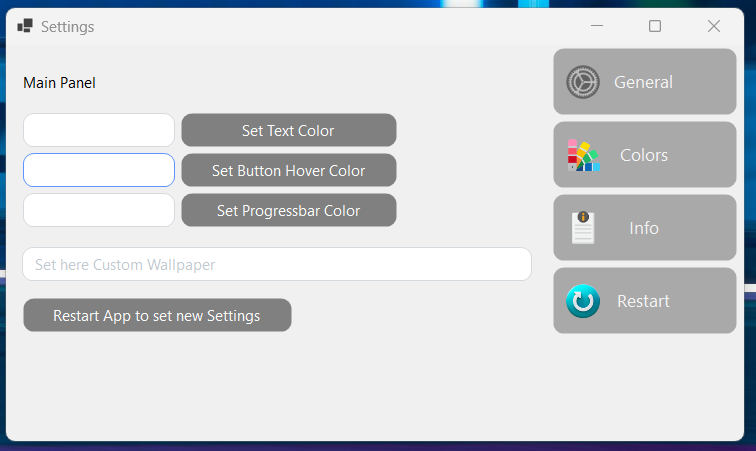 Settings
Main Panel
Set Text Color
Set Button Hover Color
Set Progressbar Color
Set here Custom Wallpaper
Restart App to set new Settings
General
Colors
Info
Restart